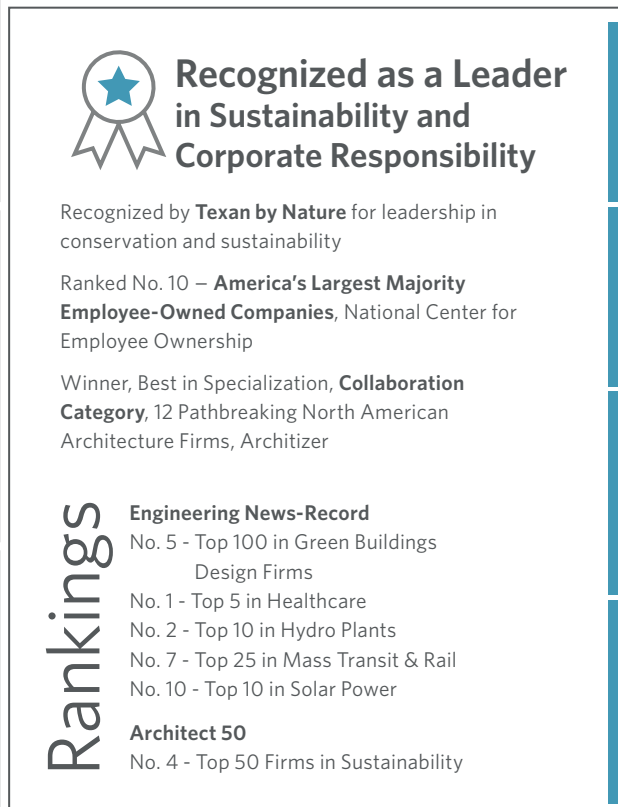 Recognized as a Leader
in Sustainability and
Corporate Responsibility
Recognized by Texan by Nature for leadership in
conservation and sustainability
Ranked No. 10 – America's Largest Majority
Employee-Owned Companies, National Center for
Employee Ownership
Winner, Best in Specialization, Collaboration
Category, 12 Pathbreaking North American
Architecture Firms, Architizer
Rankings
Engineering News-Record
No. 5 - Top 100 in Green Buildings
Design Firms
No. 1 - Top 5 in Healthcare
No. 2 - Top 10 in Hydro Plants
No. 7 - Top 25 in Mass Transit & Rail
No. 10 - Top 10 in Solar Power
Architect 50
No. 4 - Top 50 Firms in Sustainability